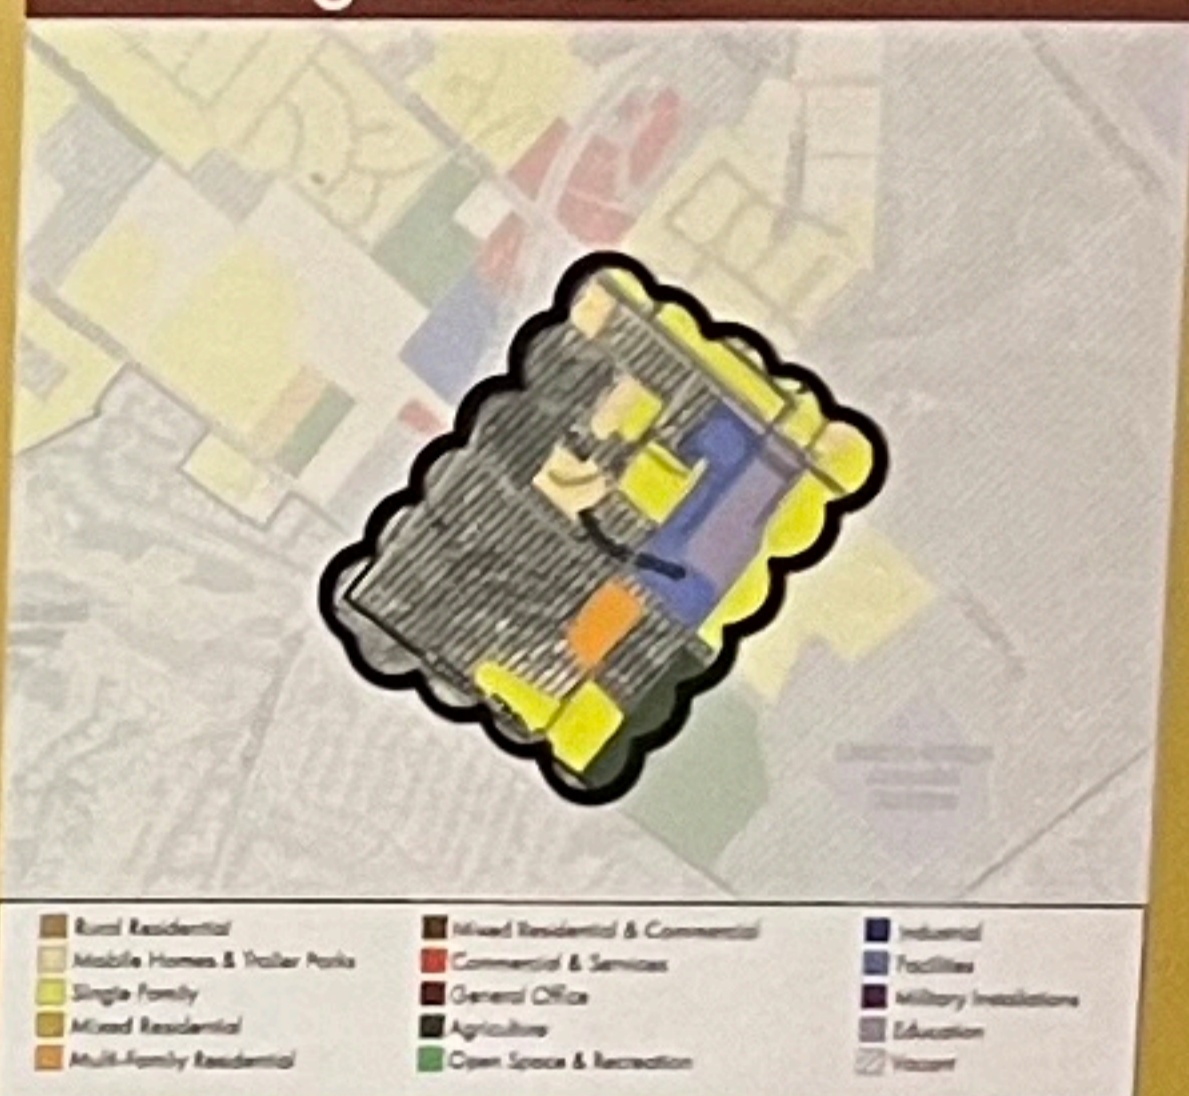 Rural Residential
Mobile Homes & Trailer Parks
Single Family
Mixed Residential
Multi-Family Residential
Mixed Residential & Commercial
Commercial & Services
General Office
Agriculture
Open Space & Recreation
Industrial
Facilities
Military Installations
Education
Vacant